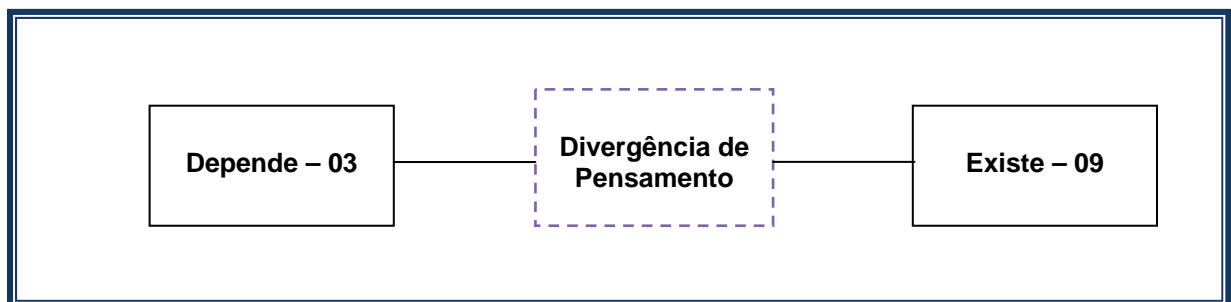 Depende – 03
Divergência de
Pensamento
Existe – 09